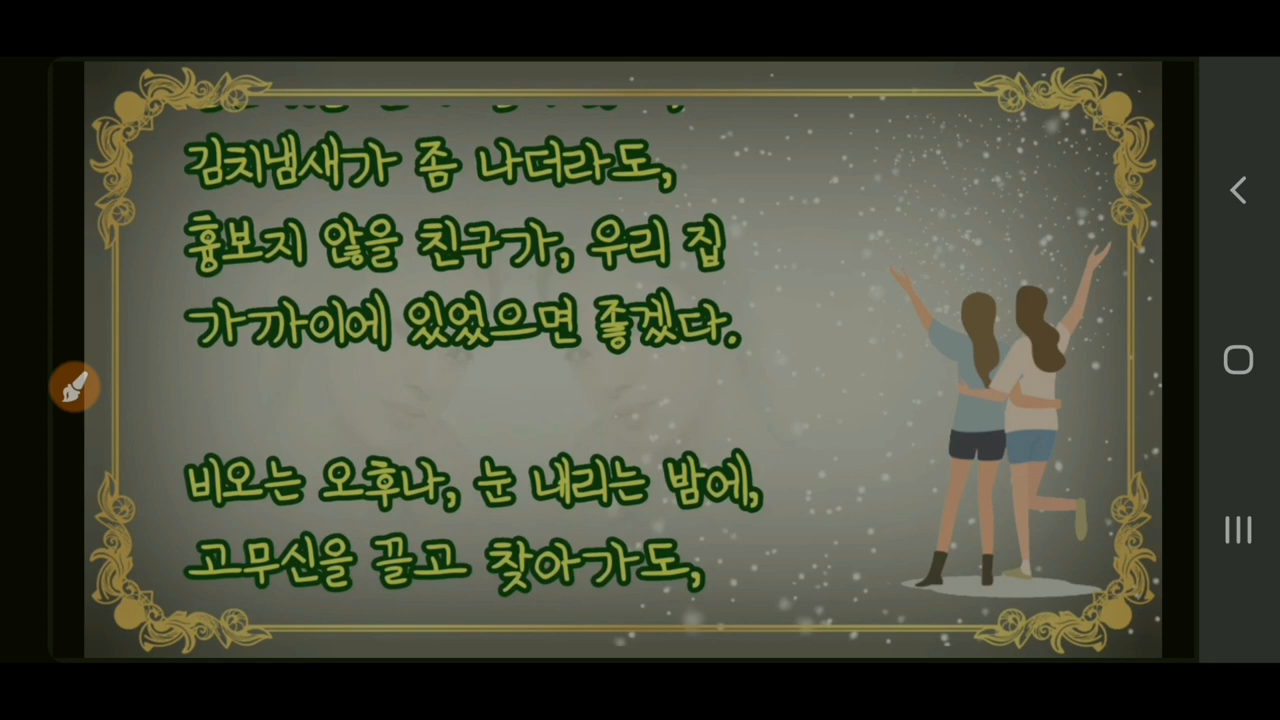 김치냄새가 좀 나더라도,
흉보지 않을 친구가, 우리 집
가까이에 있었으면 좋겠다.
비오는 오후나, 눈 내리는 밤에,
고무신을 끌고 찾아가도,